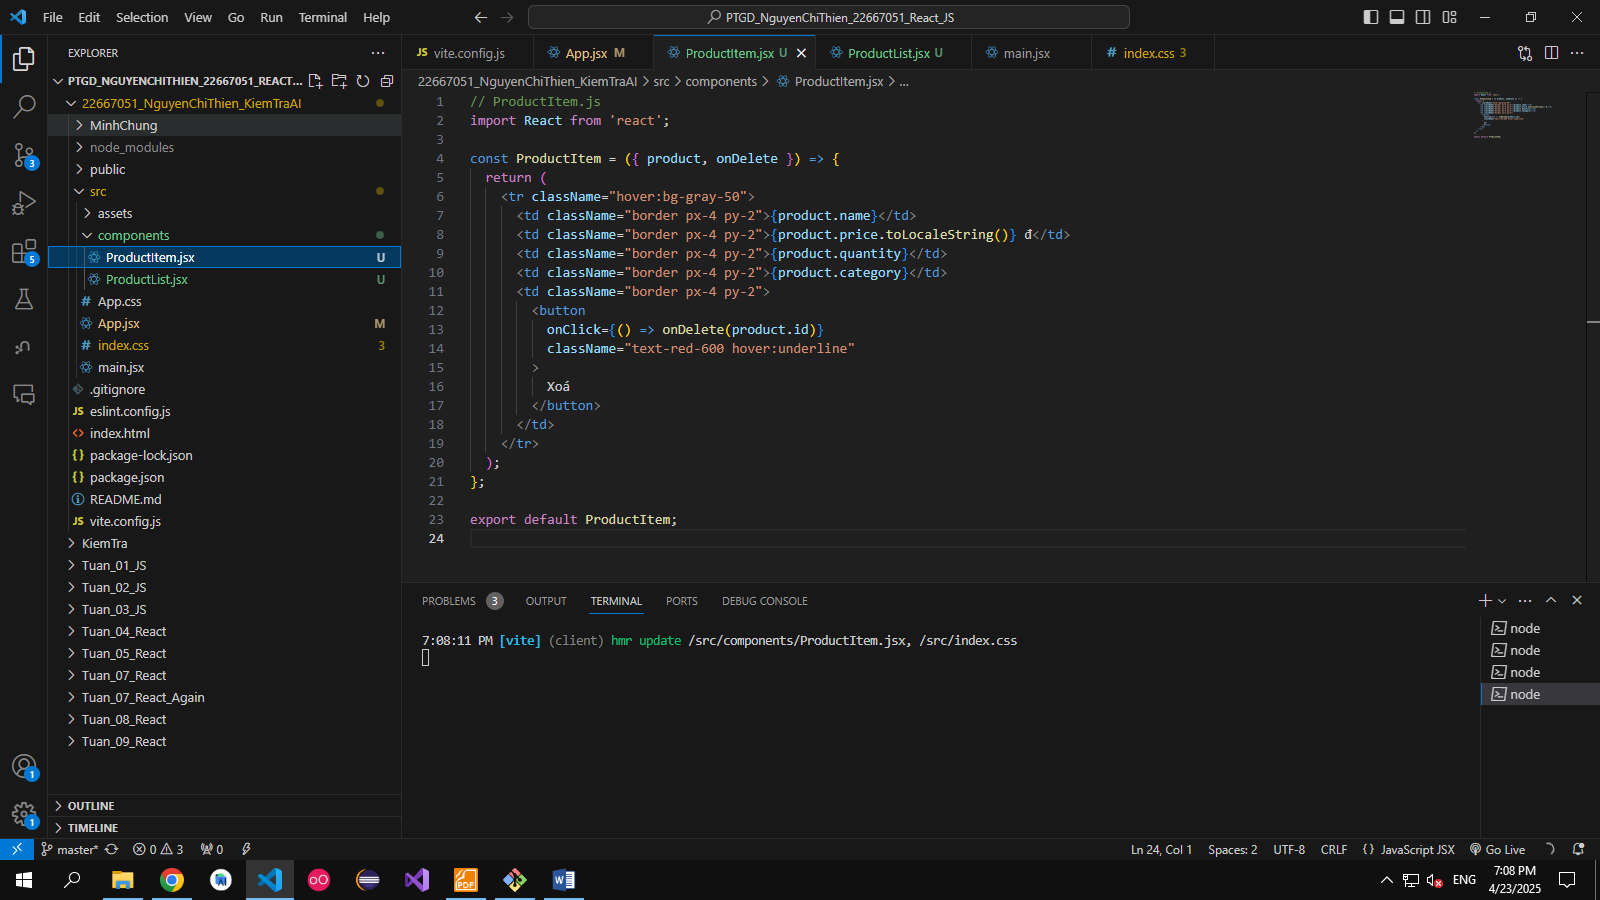 File Edit Selection View Go Run Terminal Help
PTGD_NguyenChiThien_22667051_React_JS
EXPLORER
PTGD_NGUYENCHITHIEN_22667051_REACT...
22667051_NguyenChiThien_KiemTraAI
MinhChung
node_modules
public
src
assets
components
ProductItem.jsx U
ProductList.jsx U
App.css
App.jsx M
index.css 3
main.jsx
.gitignore
eslint.config.js
index.html
package-lock.json
package.json
README.md
vite.config.js
KiemTra
Tuan_01_JS
Tuan_02_JS
Tuan_03_JS
Tuan_04_React
Tuan_05_React
Tuan_07_React
Tuan_07_React_Again
Tuan_08_React
Tuan_09_React
OUTLINE
TIMELINE
3
5
1
1
vite.config.js App.jsx M ProductItem.jsx U ProductList.jsx U main.jsx index.css 3
22667051_NguyenChiThien_KiemTraAI > src > components > ProductItem.jsx > ...
1 // ProductItem.js
2 import React from 'react';
3
4 const ProductItem = ({ product, onDelete }) => {
5 return (
6 <tr className="hover:bg-gray-50">
7 <td className="border px-4 py-2">{product.name}</td>
8 <td className="border px-4 py-2">{product.price.toLocaleString()} đ</td>
9 <td className="border px-4 py-2">{product.quantity}</td>
10 <td className="border px-4 py-2">{product.category}</td>
11 <td className="border px-4 py-2">
12 <button
13 onClick={() => onDelete(product.id)}
14 className="text-red-600 hover:underline"
15 >
16 Xoá
17 </button>
18 </td>
19 </tr>
20 );
21 };
22
23 export default ProductItem;
24
PROBLEMS 3 OUTPUT TERMINAL PORTS DEBUG CONSOLE
7:08:11 PM [vite] (client) hmr update /src/components/ProductItem.jsx, /src/index.css
node
node
node
node
master* 0 3 0
Ln 24, Col 1 Spaces: 2 UTF-8 CRLF {} JavaScript JSX Go Live
ENG
7:08 PM
4/23/2025